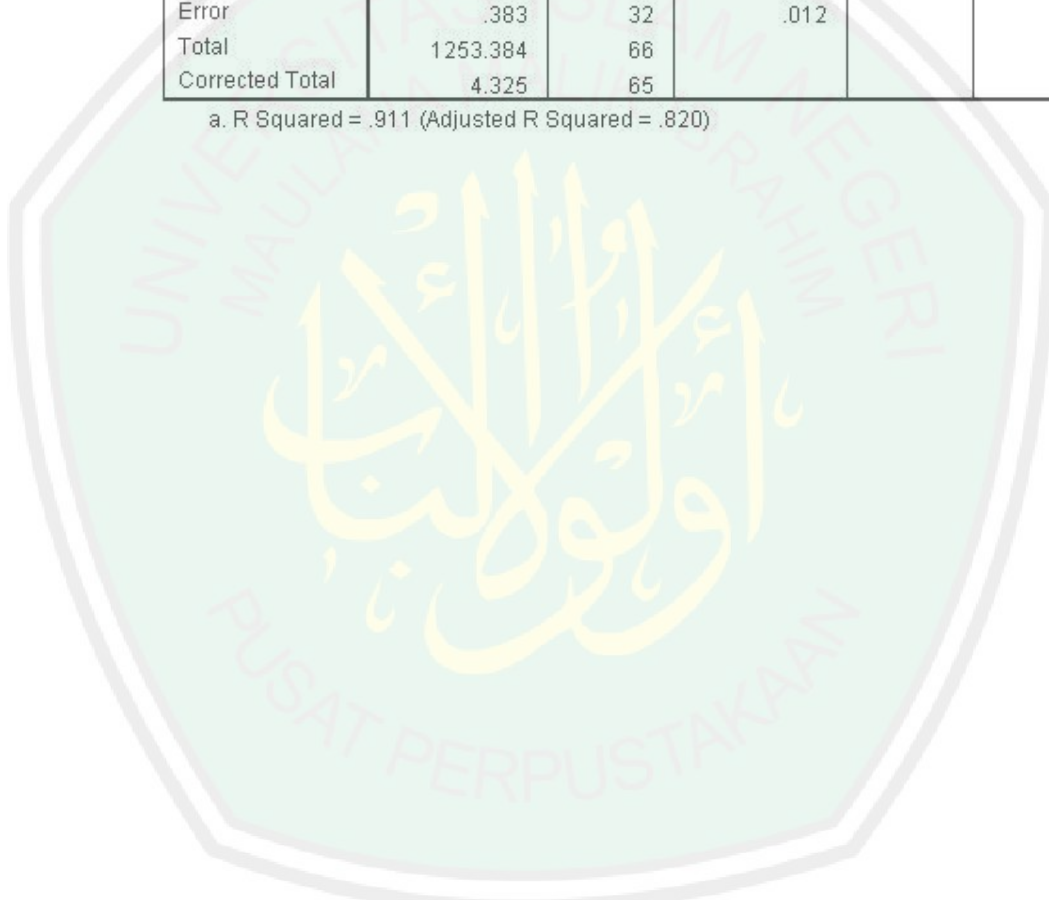 Error .383 32 .012
Total 1253.384 66
Corrected Total 4.325 65
a. R Squared = .911 (Adjusted R Squared = .820)
UNIVERSITAS ISLAM NEGERI
MAULANA MALIK IBRAHIM
أولوا الألباب
PUSAT PERPUSTAKAAN